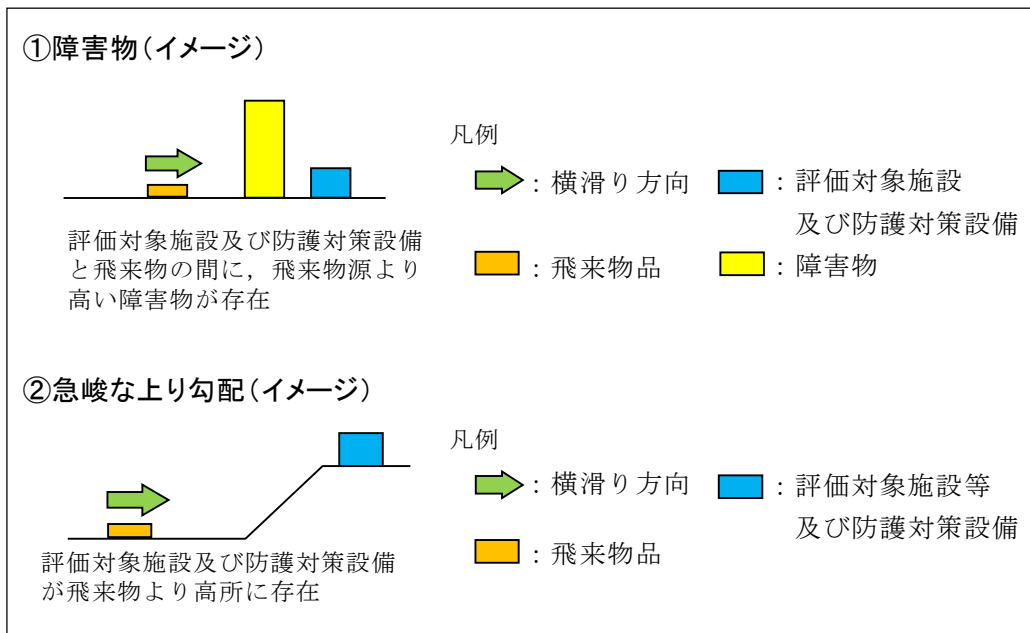 ①障害物(イメージ)
評価対象施設及び防護対策設備
と飛来物の間に，飛来物源より
高い障害物が存在
凡例
：横滑り方向
：評価対象施設
及び防護対策設備
：飛来物品
：障害物
②急峻な上り勾配(イメージ)
評価対象施設及び防護対策設備
が飛来物より高所に存在
凡例
：横滑り方向
：評価対象施設等
及び防護対策設備
：飛来物品